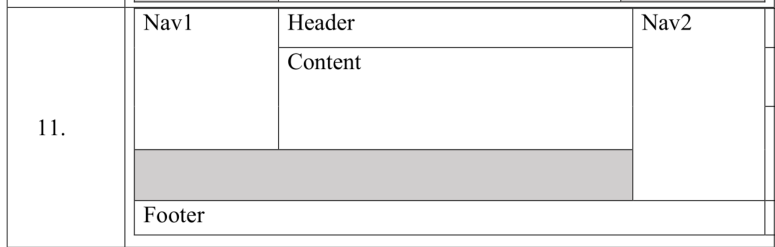 Nav1 Header Nav2
Content
11.
Footer